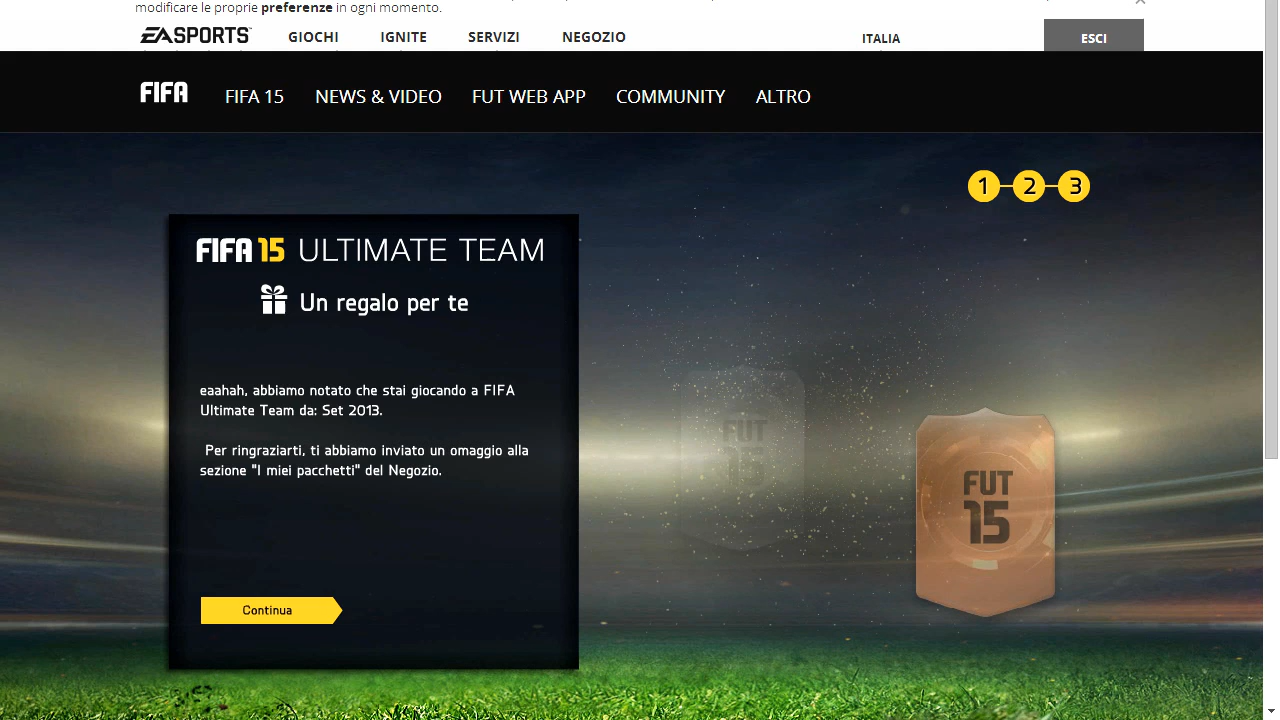 modificare le proprie preferenze in ogni momento.
EA SPORTS GIOCHI IGNITE SERVIZI NEGOZIO ITALIA ESCI
FIFA FIFA 15 NEWS & VIDEO FUT WEB APP COMMUNITY ALTRO
1 2 3
FIFA 15 ULTIMATE TEAM
Un regalo per te
eaahah, abbiamo notato che stai giocando a FIFA
Ultimate Team da: Set 2013.
Per ringraziarti, ti abbiamo inviato un omaggio alla
sezione "I miei pacchetti" del Negozio.
Continua
FUT
15
FUT
15